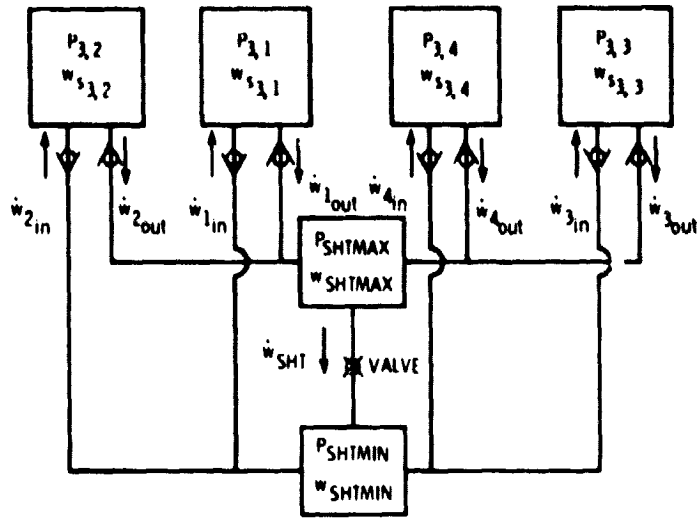 P3,2
wS3,2
P3,1
wS3,1
P3,4
wS3,4
P3,3
wS3,3
ẇ2in
ẇ2out
ẇ1in
ẇ1out
ẇ4in
ẇ4out
ẇ3in
ẇ3out
PSHTMAX
wSHTMAX
ẇSHT
VALVE
PSHTMIN
wSHTMIN